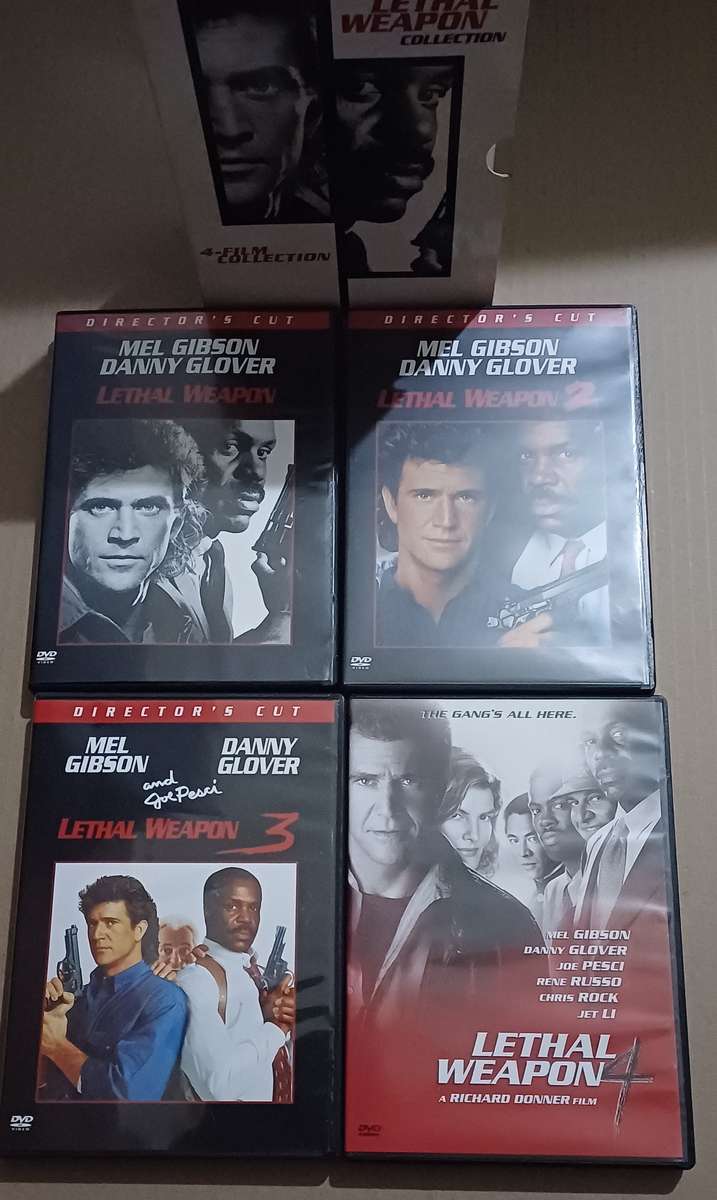 LETHAL
WEAPON
COLLECTION
4-FILM
COLLECTION
DIRECTOR'S CUT
MEL GIBSON
DANNY GLOVER
LETHAL WEAPON
DVD
VIDEO
DIRECTOR'S CUT
MEL GIBSON
DANNY GLOVER
LETHAL WEAPON 2
DVD
VIDEO
DIRECTOR'S CUT
MEL GIBSON
DANNY GLOVER
and
Joe Pesci
LETHAL WEAPON 3
DVD
VIDEO
THE GANG'S ALL HERE.
MEL GIBSON
DANNY GLOVER
JOE PESCI
RENE RUSSO
CHRIS ROCK
JET LI
LETHAL
WEAPON 4
A RICHARD DONNER FILM
DVD